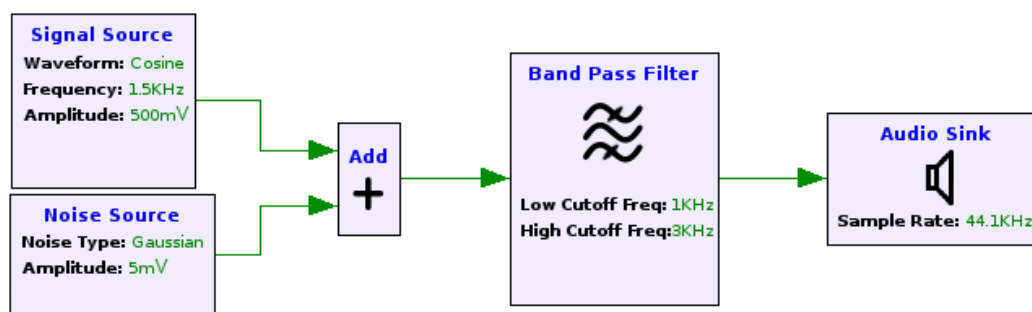 Signal Source
Waveform: Cosine
Frequency: 1.5KHz
Amplitude: 500mV
Noise Source
Noise Type: Gaussian
Amplitude: 5mV
Add
+
Band Pass Filter
Low Cutoff Freq: 1KHz
High Cutoff Freq:3KHz
Audio Sink
Sample Rate: 44.1KHz